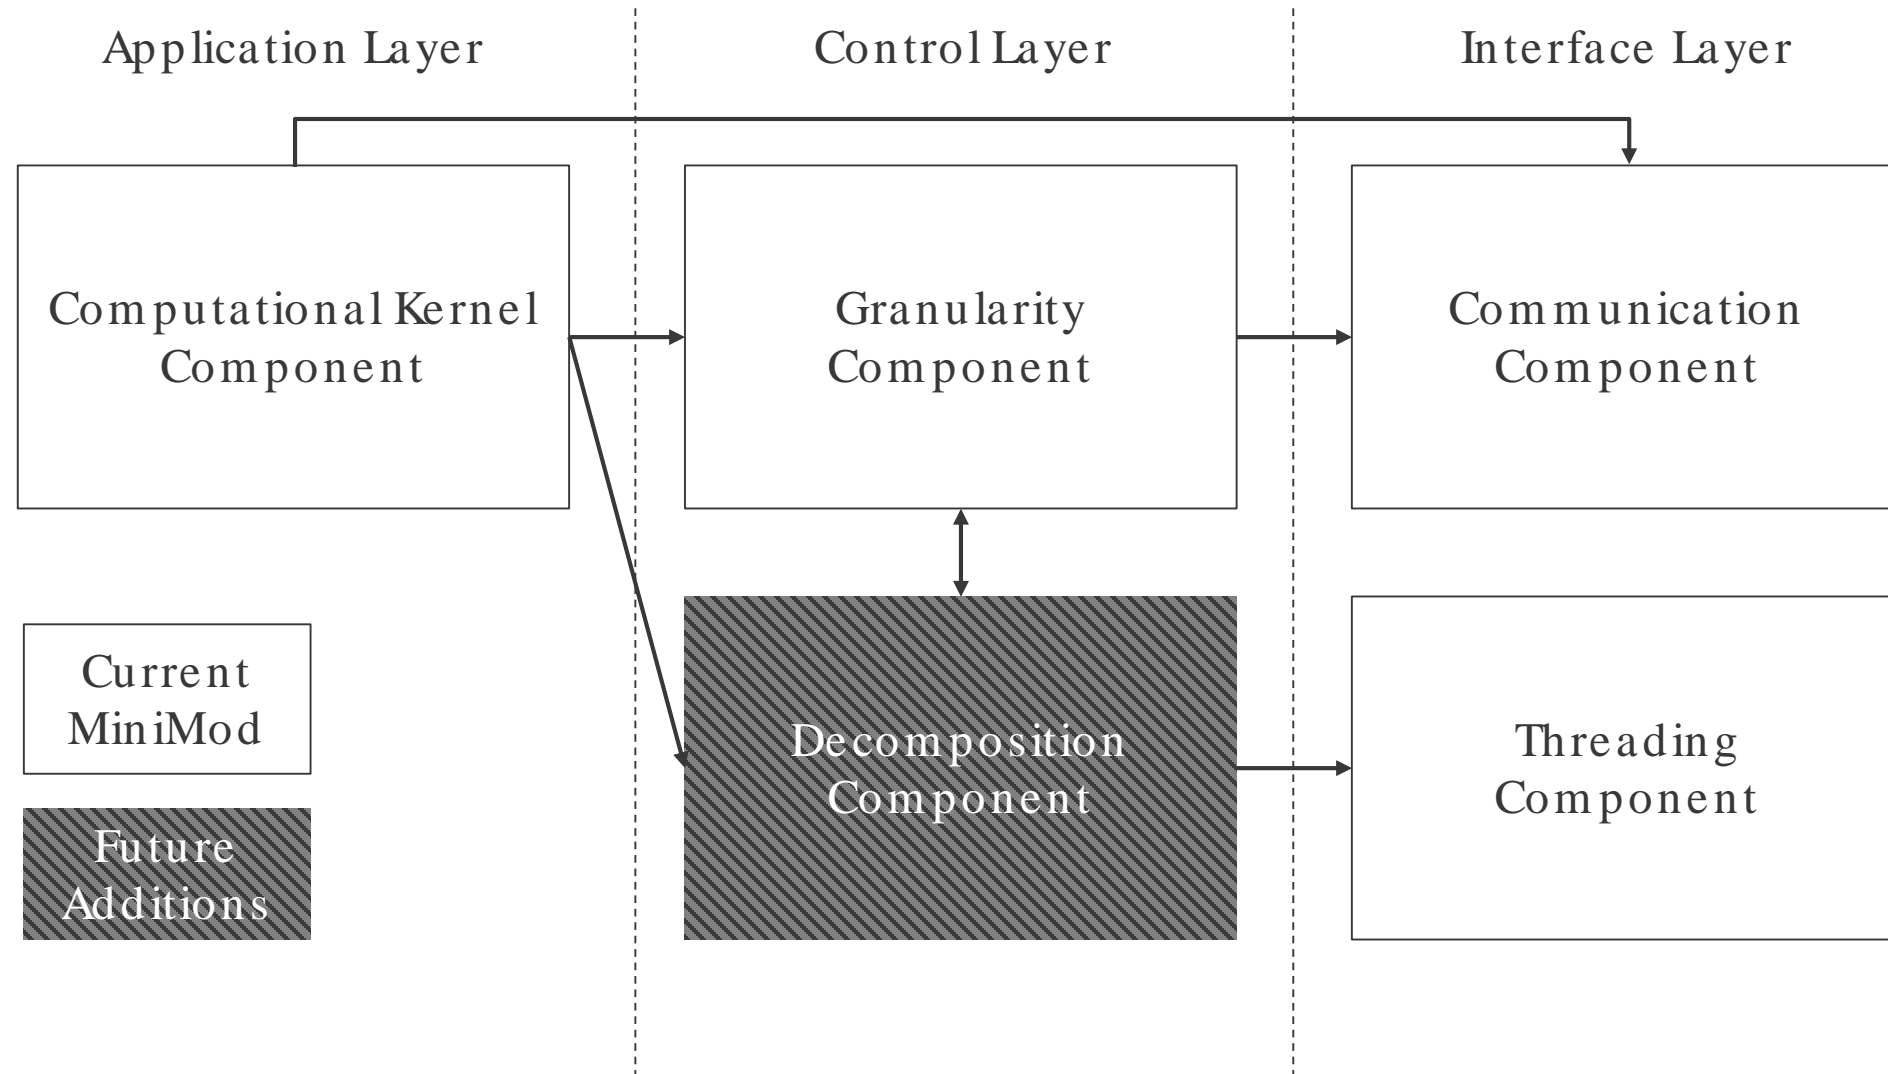 Application Layer
Control Layer
Interface Layer
Computational Kernel
Component
Granularity
Component
Communication
Component
Current
MiniMod
Decomposition
Component
Threading
Component
Future
Additions